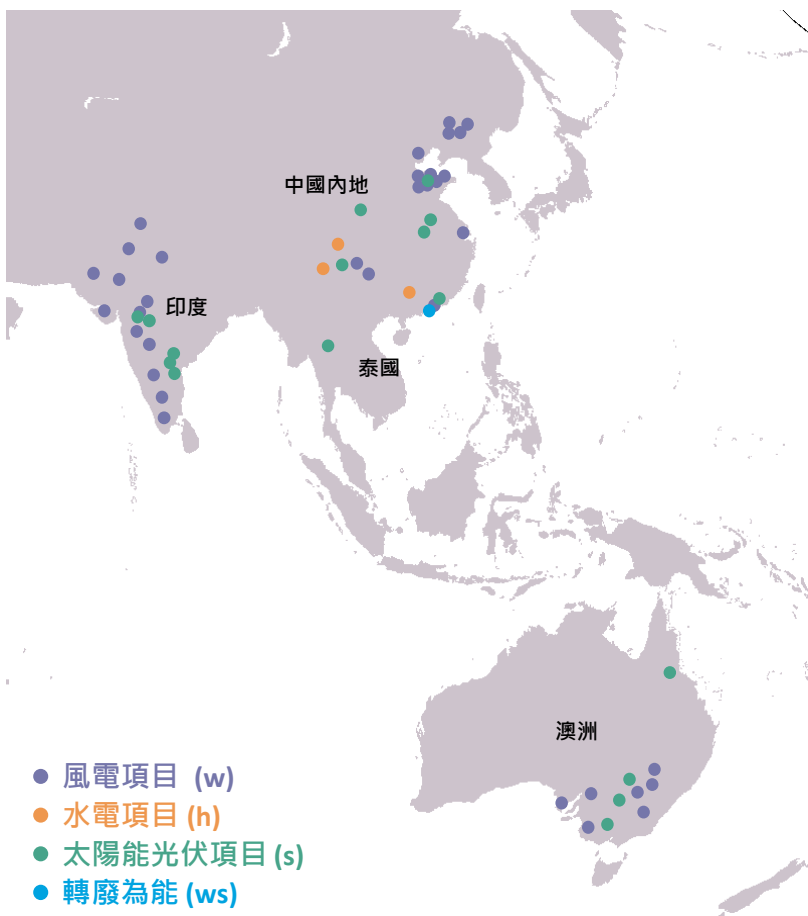 中國內地
印度
泰國
澳洲
風電項目 (w)
水電項目 (h)
太陽能光伏項目 (s)
轉廢為能 (ws)